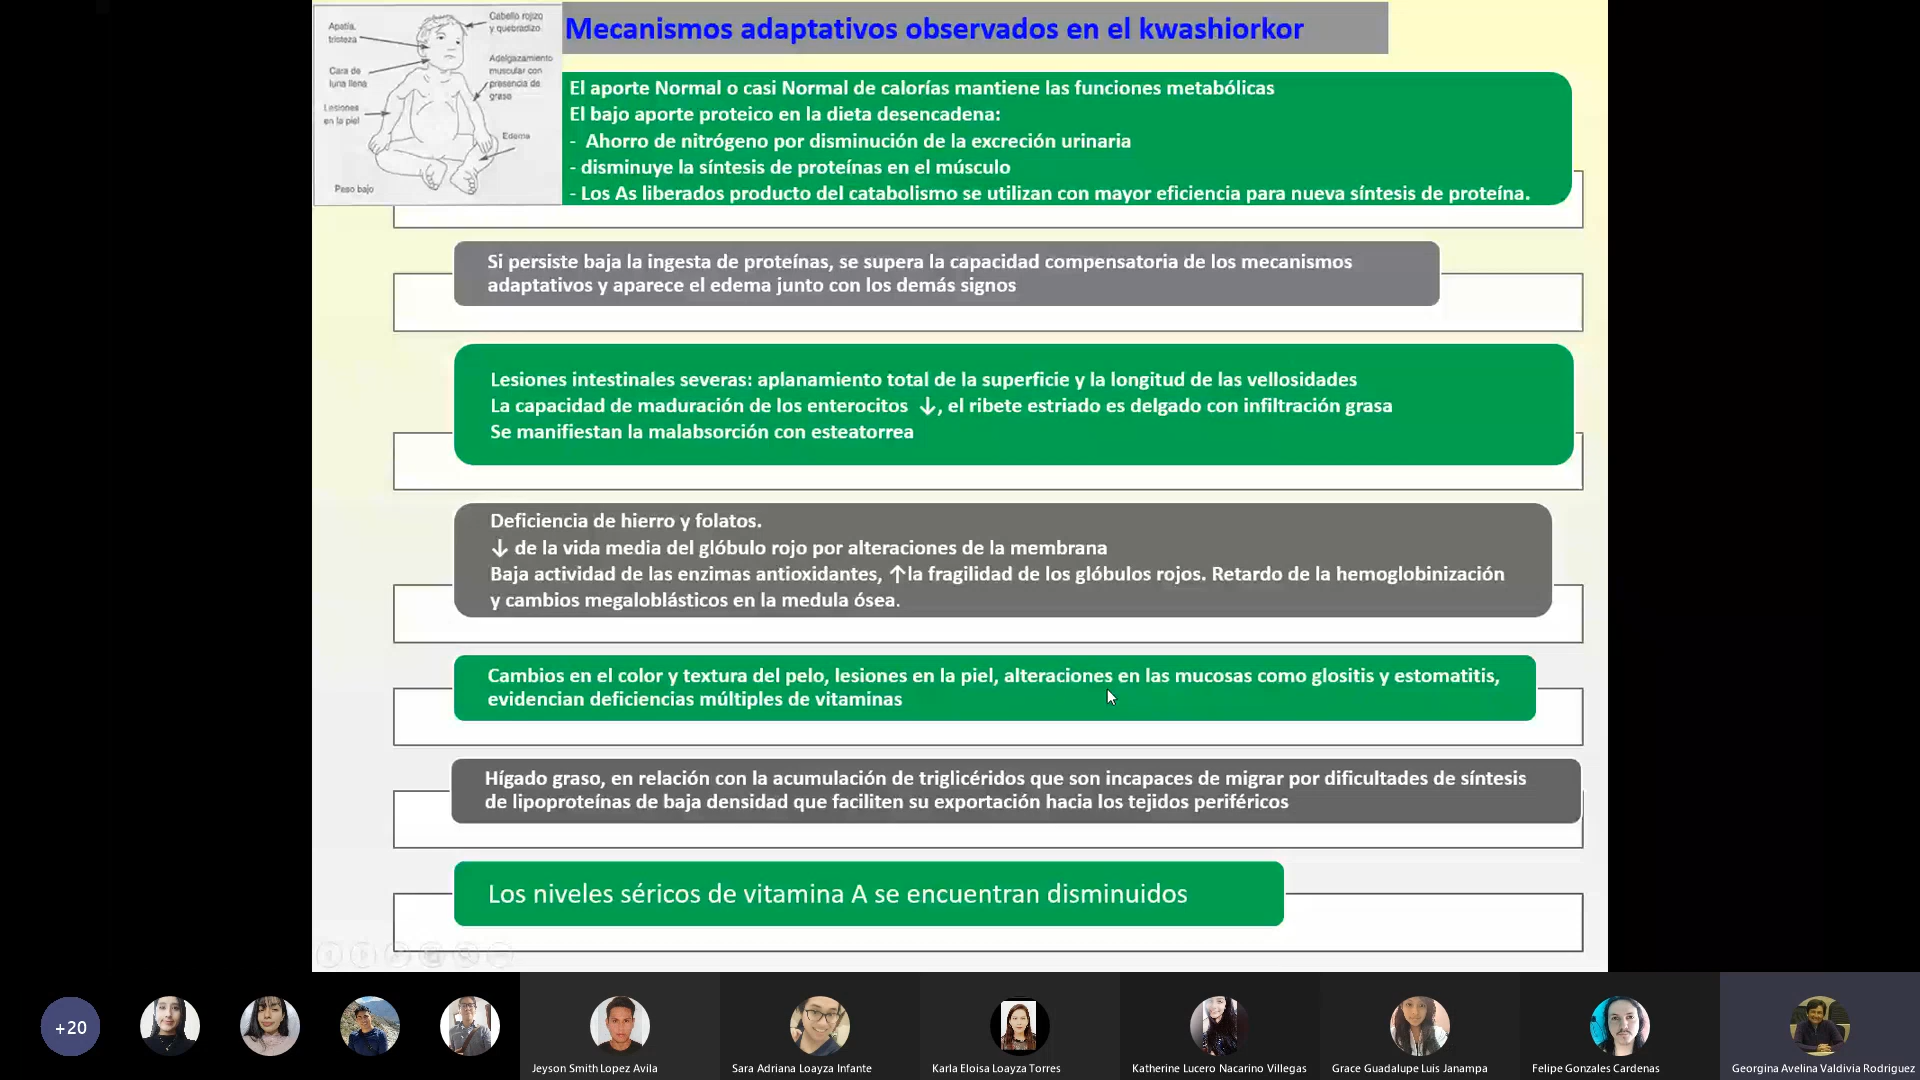 Mecanismos adaptativos observados en el kwashiorkor
Apatía,
tristeza
Cabello rojizo
y quebradizo
Cara de
luna llena
Adelgazamiento
muscular con
presencia de
graso
Lesiones
en la piel
Edema
Peso bajo
El aporte Normal o casi Normal de calorías mantiene las funciones metabólicas
El bajo aporte proteico en la dieta desencadena:
- Ahorro de nitrógeno por disminución de la excreción urinaria
- disminuye la síntesis de proteínas en el músculo
- Los As liberados producto del catabolismo se utilizan con mayor eficiencia para nueva síntesis de proteína.
Si persiste baja la ingesta de proteínas, se supera la capacidad compensatoria de los mecanismos
adaptativos y aparece el edema junto con los demás signos
Lesiones intestinales severas: aplanamiento total de la superficie y la longitud de las vellosidades
La capacidad de maduración de los enterocitos ↓, el ribete estriado es delgado con infiltración grasa
Se manifiestan la malabsorción con esteatorrea
Deficiencia de hierro y folatos.
↓ de la vida media del glóbulo rojo por alteraciones de la membrana
Baja actividad de las enzimas antioxidantes, ↑la fragilidad de los glóbulos rojos. Retardo de la hemoglobinización
y cambios megaloblásticos en la medula ósea.
Cambios en el color y textura del pelo, lesiones en la piel, alteraciones en las mucosas como glositis y estomatitis,
evidencian deficiencias múltiples de vitaminas
Hígado graso, en relación con la acumulación de triglicéridos que son incapaces de migrar por dificultades de síntesis
de lipoproteínas de baja densidad que faciliten su exportación hacia los tejidos periféricos
Los niveles séricos de vitamina A se encuentran disminuidos
+20
Jeyson Smith Lopez Avila
Sara Adriana Loayza Infante
Karla Eloisa Loayza Torres
Katherine Lucero Nacarino Villegas
Grace Guadalupe Luis Janampa
Felipe Gonzales Cardenas
Georgina Avelina Valdivia Rodriguez